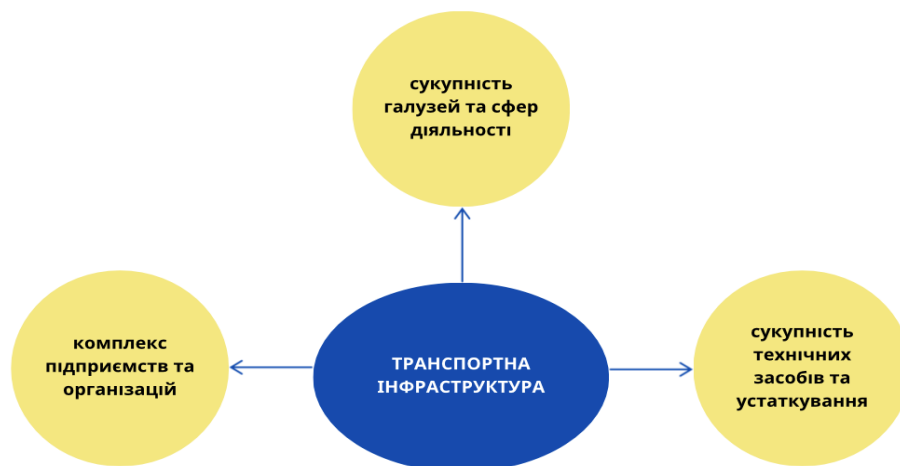 сукупність
галузей та сфер
діяльності
комплекс
підприємств та
організацій
ТРАНСПОРТНА
ІНФРАСТРУКТУРА
сукупність
технічних
засобів та
устаткування